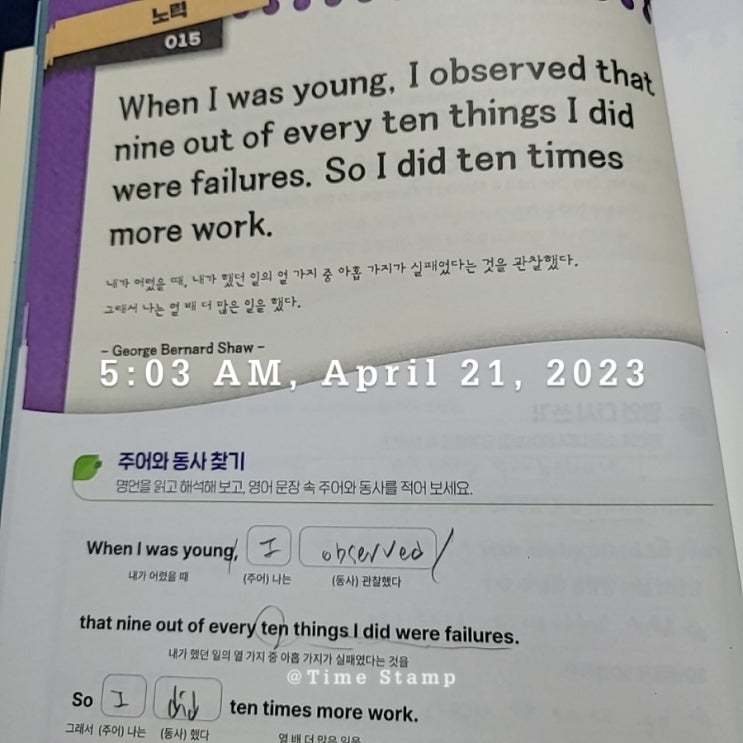 노력
015
When I was young, I observed that
nine out of every ten things I did
were failures. So I did ten times
more work.
내가 어렸을 때, 내가 했던 일의 열 가지 중 아홉 가지가 실패였다는 것을 관찰했다.
그래서 나는 열 배 더 많은 일을 했다.
– George Bernard Shaw –
5:03 AM, April 21, 2023
주어와 동사 찾기
명언을 읽고 해석해 보고, 영어 문장 속 주어와 동사를 적어 보세요.
When I was young, I observed
내가 어렸을 때 (주어) 나는 (동사) 관찰했다
that nine out of every ten things I did were failures.
내가 했던 일의 열 가지 중 아홉 가지가 실패였다는 것을
@Time Stamp
So I did ten times more work.
그래서 (주어) 나는 (동사) 했다 열 배 더 많은 일을